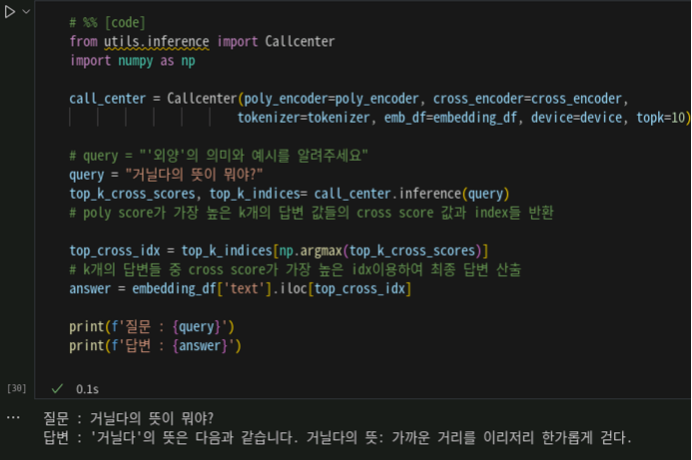 # %% [code]
from utils.inference import Callcenter
import numpy as np
call_center = Callcenter(poly_encoder=poly_encoder, cross_encoder=cross_encoder,
tokenizer=tokenizer, emb_df=embedding_df, device=device, topk=10)
# query = "'외양'의 의미와 예시를 알려주세요"
query = "거닐다의 뜻이 뭐야?"
top_k_cross_scores, top_k_indices= call_center.inference(query)
# poly score가 가장 높은 k개의 답변 값들의 cross score 값과 index들 반환
top_cross_idx = top_k_indices[np.argmax(top_k_cross_scores)]
# k개의 답변들 중 cross score가 가장 높은 idx이용하여 최종 답변 산출
answer = embedding_df['text'].iloc[top_cross_idx]
print(f'질문 : {query}')
print(f'답변 : {answer}')
[30] 0.1s
질문 : 거닐다의 뜻이 뭐야?
답변 : '거닐다'의 뜻은 다음과 같습니다. 거닐다의 뜻: 가까운 거리를 이리저리 한가롭게 걷다.